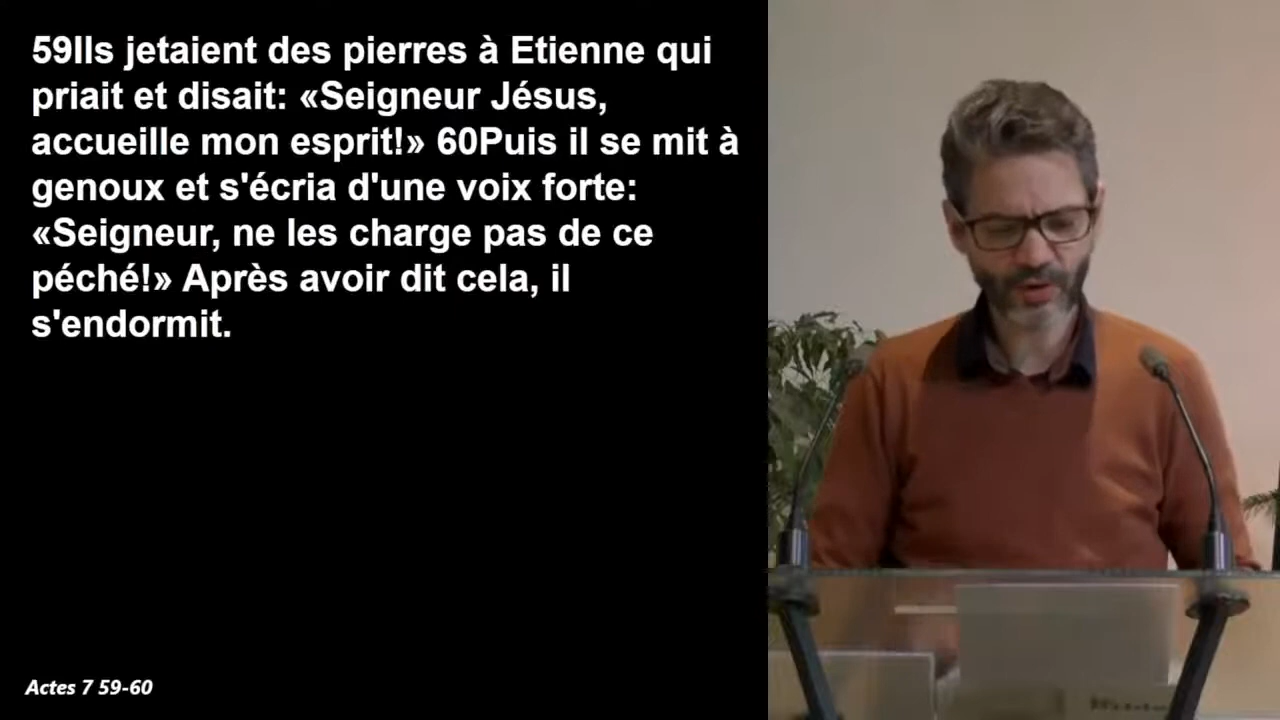 59Ils jetaient des pierres à Etienne qui
priait et disait: «Seigneur Jésus,
accueille mon esprit!» 60Puis il se mit à
genoux et s'écria d'une voix forte:
«Seigneur, ne les charge pas de ce
péché!» Après avoir dit cela, il
s'endormit.
Actes 7 59-60